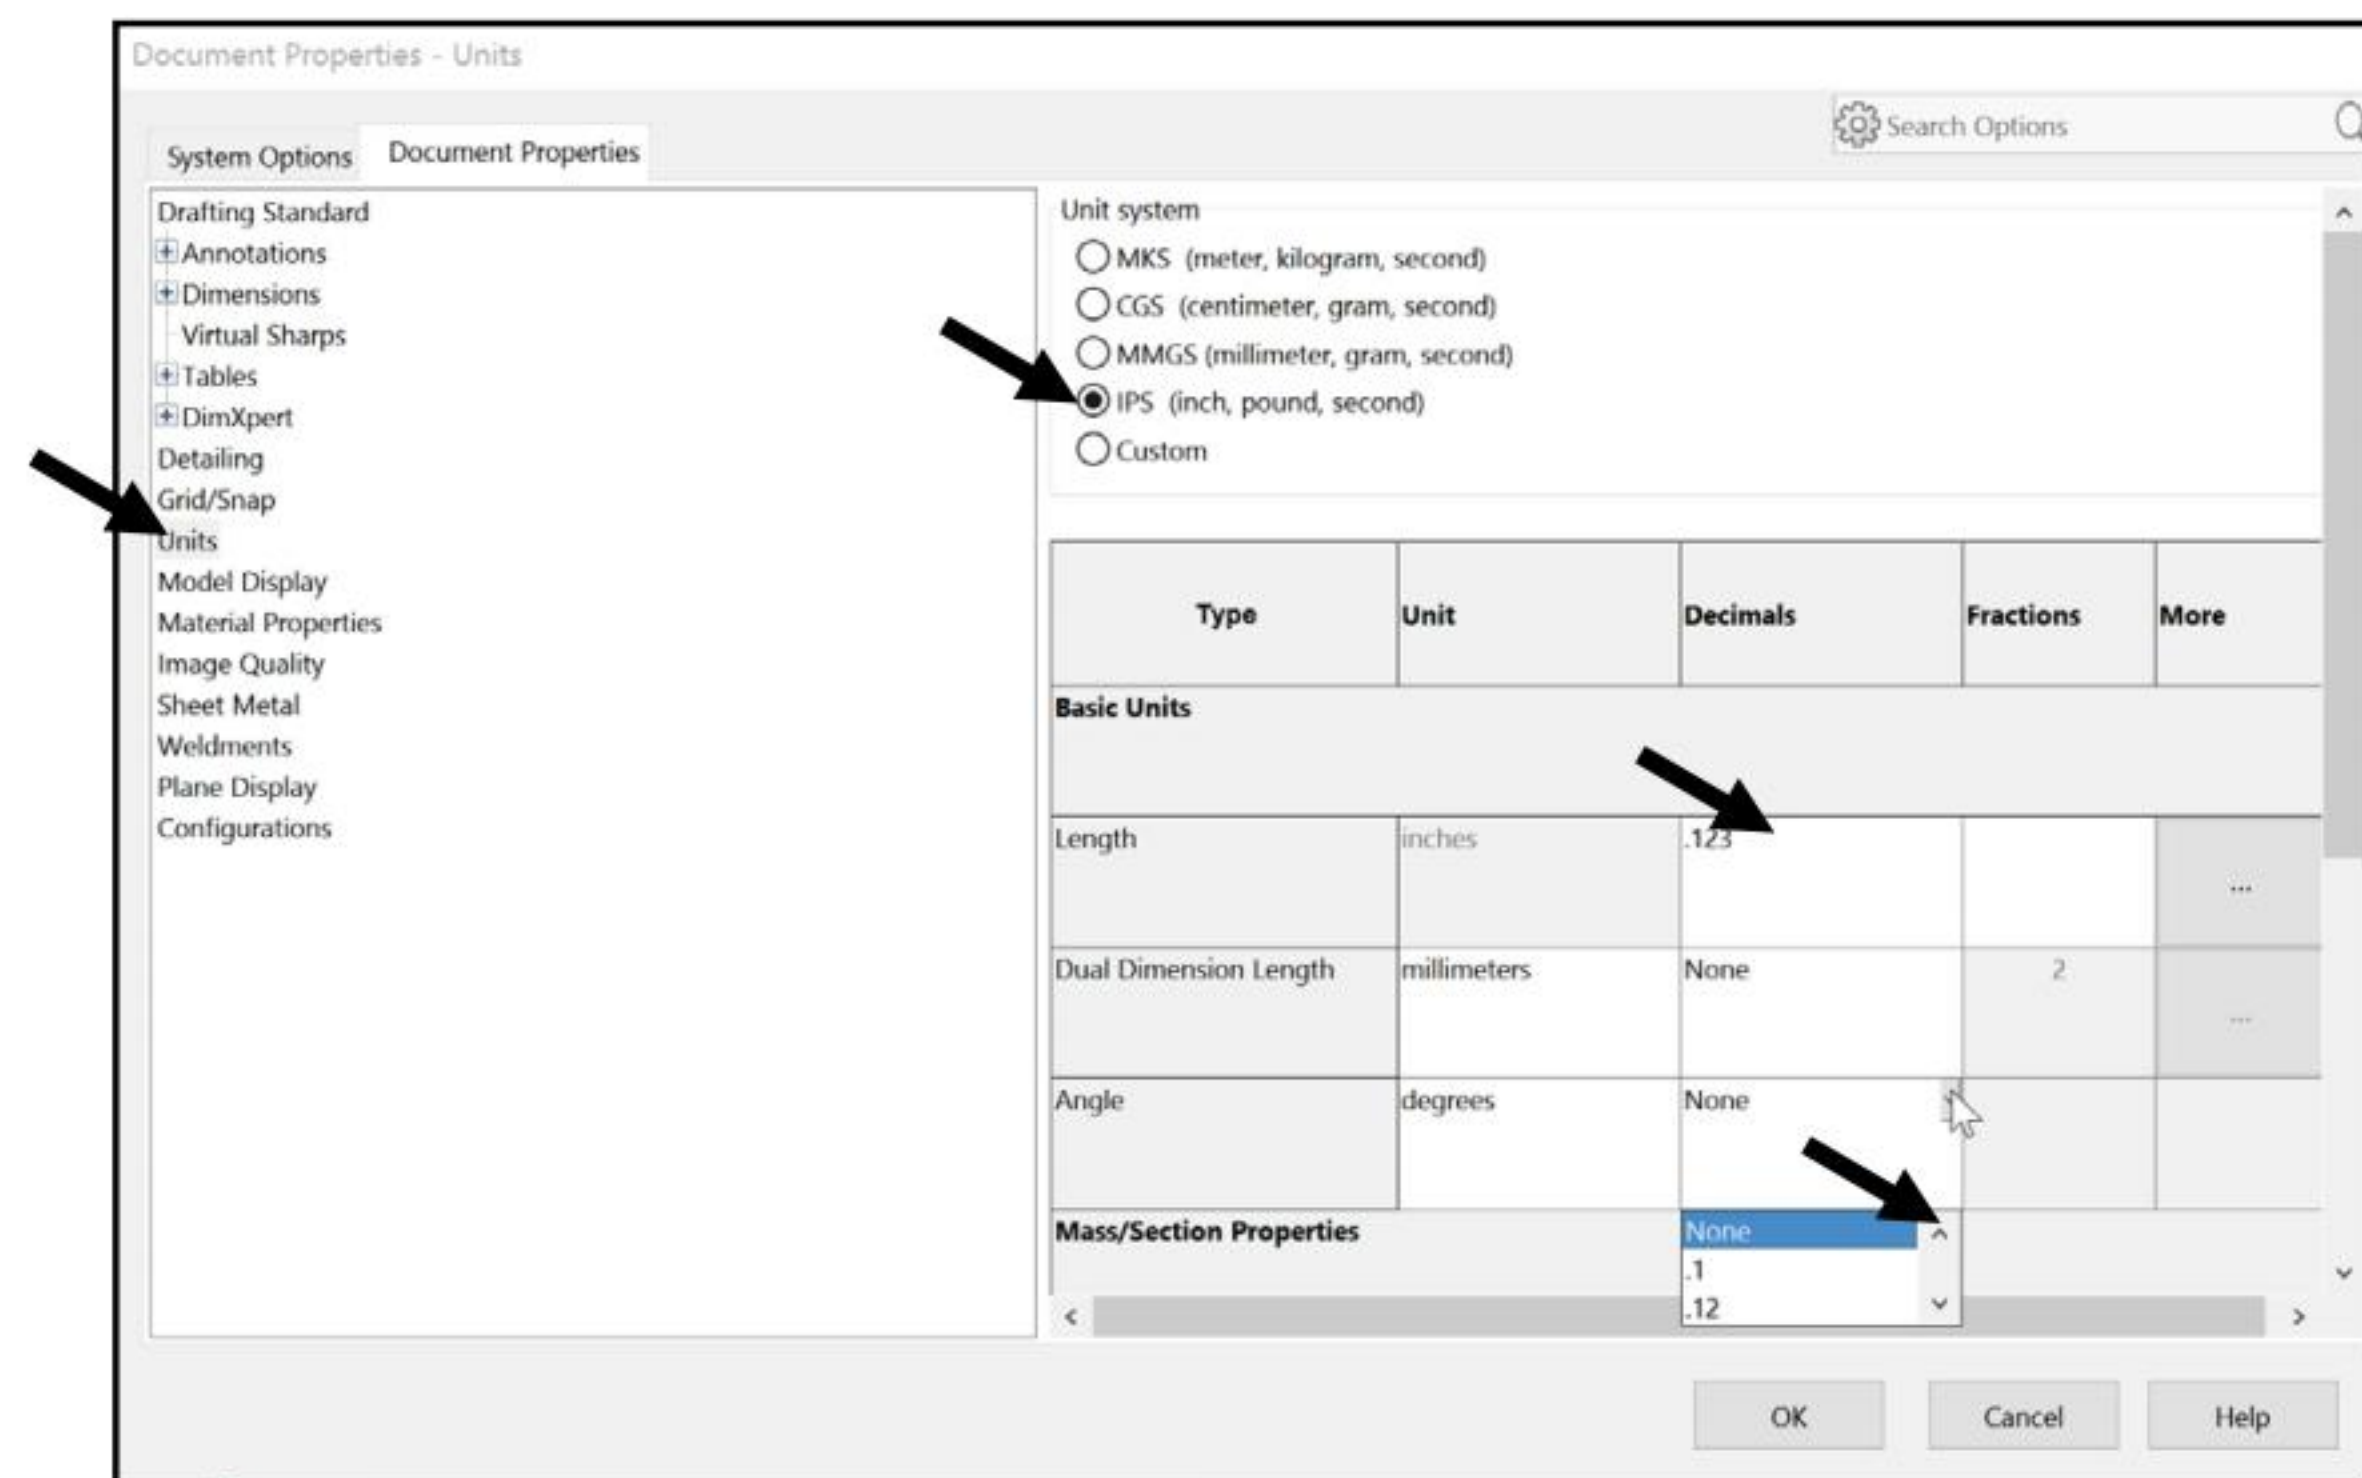 Document Properties - Units
Search Options
System Options Document Properties
Drafting Standard
Annotations
Dimensions
Virtual Sharps
Tables
DimXpert
Detailing
Grid/Snap
Units
Model Display
Material Properties
Image Quality
Sheet Metal
Weldments
Plane Display
Configurations
Unit system
MKS (meter, kilogram, second)
CGS (centimeter, gram, second)
MMGS (millimeter, gram, second)
IPS (inch, pound, second)
Custom
Type Unit Decimals Fractions More
Basic Units
Length inches .123 ...
Dual Dimension Length millimeters None 2 ...
Angle degrees None
Mass/Section Properties
None
.1
.12
OK Cancel Help